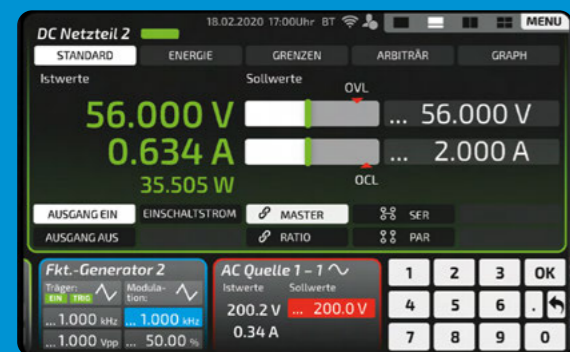 DC Netzteil 2 18.02.2020 17:00Uhr BT MENU
STANDARD ENERGIE GRENZEN ARBITRÄR GRAPH
Istwerte Sollwerte OVL
56.000 V ... 56.000 V
0.634 A ... 2.000 A
35.505 W OCL
AUSGANG EIN EINSCHALTSTROM MASTER SER
AUSGANG AUS RATIO PAR
Fkt.-Generator 2 AC Quelle 1 – 1 1 2 3 OK
Träger: Modula- Istwerte Sollwerte
EIN TRIG tion:
200.2 V ... 200.0 V 4 5 6 .
... 1.000 kHz ... 1.000 kHz
0.34 A
... 1.000 Vpp ... 50.00 % 7 8 9 0